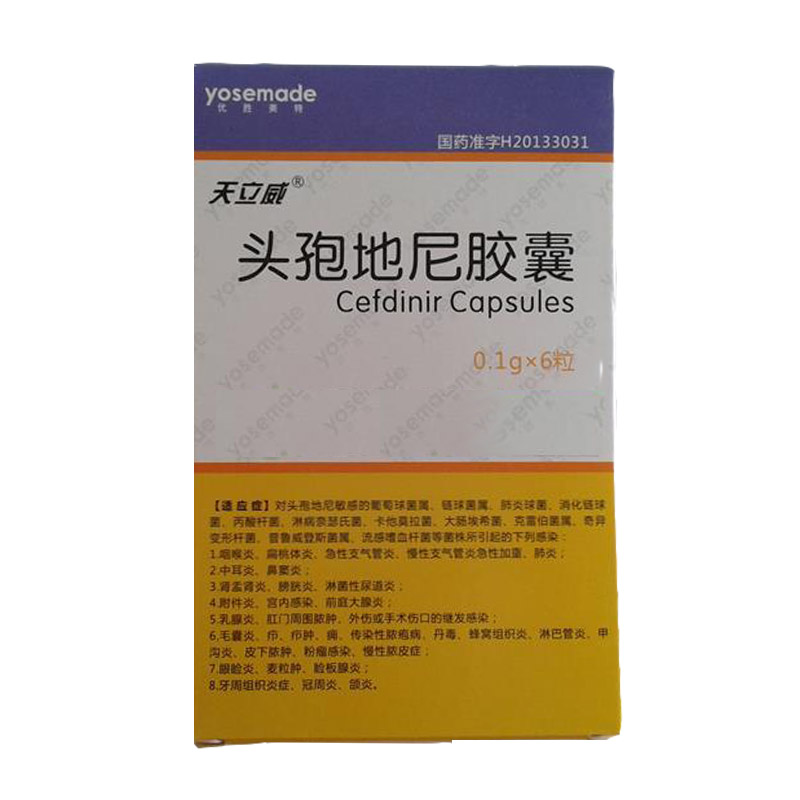 yosemade
优胜美特
国药准字H20133031
天立威®
头孢地尼胶囊
Cefdinir Capsules
0.1g×6粒
【适应症】对头孢地尼敏感的葡萄球菌属、链球菌属、肺炎球菌、消化链球
菌、丙酸杆菌、淋病奈瑟氏菌、卡他莫拉菌、大肠埃希菌、克雷伯菌属、奇异
变形杆菌、普鲁威登斯菌属、流感嗜血杆菌等菌株所引起的下列感染：
1.咽喉炎、扁桃体炎、急性支气管炎、慢性支气管炎急性加重、肺炎；
2.中耳炎、鼻窦炎；
3.肾盂肾炎、膀胱炎、淋菌性尿道炎；
4.附件炎、宫内感染、前庭大腺炎；
5.乳腺炎、肛门周围脓肿、外伤或手术伤口的继发感染；
6.毛囊炎、疖、疖肿、痈、传染性脓疱病、丹毒、蜂窝组织炎、淋巴管炎、甲
沟炎、皮下脓肿、粉瘤感染、慢性脓皮症；
7.眼睑炎、麦粒肿、睑板腺炎；
8.牙周组织炎症、冠周炎、颌炎。